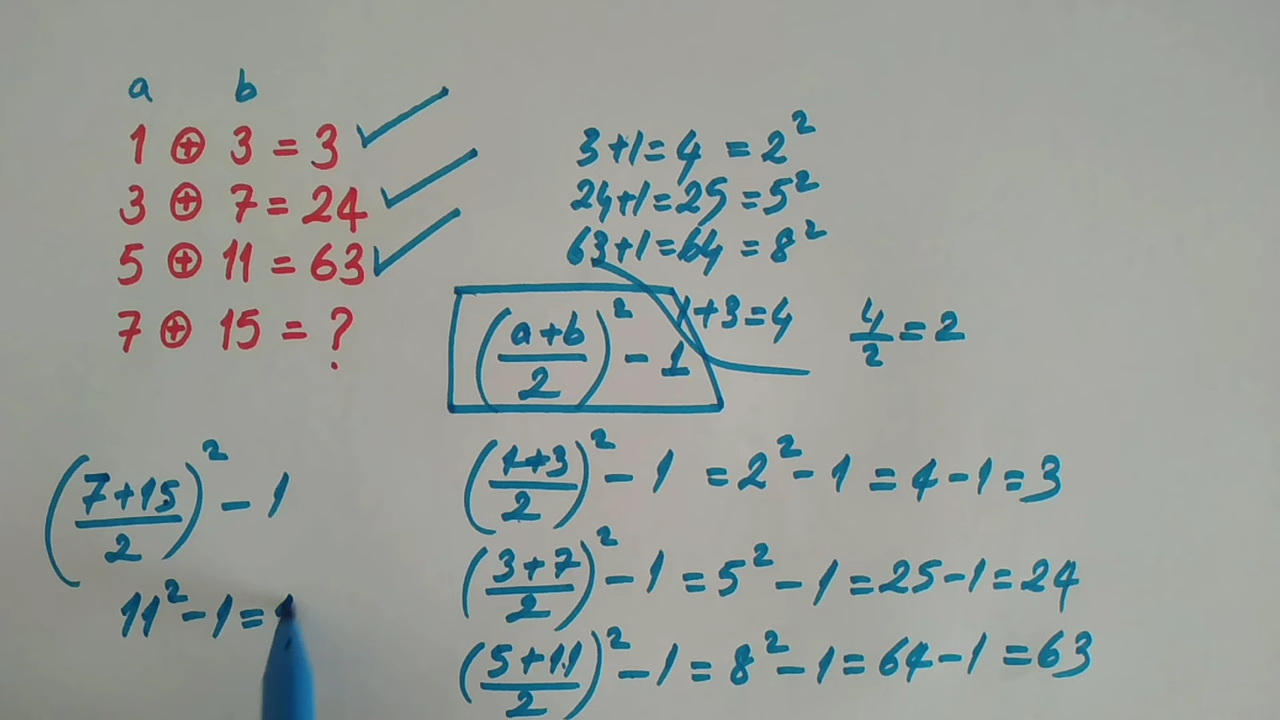 a b
1 ⊕ 3 = 3 ✓
3 ⊕ 7 = 24 ✓
5 ⊕ 11 = 63 ✓
7 ⊕ 15 = ?
3+1=4 = 2²
24+1=25=5²
63+1=64 = 8²
1+3=4
4/2=2
((a+b)/2)² - 1
((1+3)/2)² - 1 = 2² - 1 = 4-1=3
((3+7)/2)² - 1 = 5² - 1 = 25-1=24
((5+11)/2)² - 1 = 8² - 1 = 64-1 = 63
((7+15)/2)² - 1
11² - 1 =